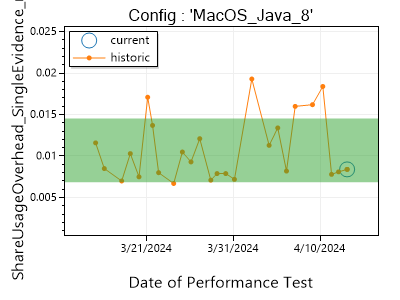 Config : 'MacOS_Java_8'
ShareUsageOverhead_SingleEvidence_
0.025
0.02
0.015
0.01
0.005
current
historic
3/21/2024
3/31/2024
4/10/2024
Date of Performance Test